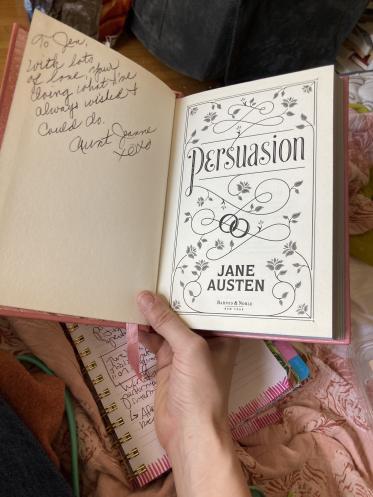 To Jen,
With lots
of love, your
doing what I've
always wished I
could do.
Aunt Joanne
xoxo
Persuasion
JANE
AUSTEN
BARNES & NOBLE
NEW YORK